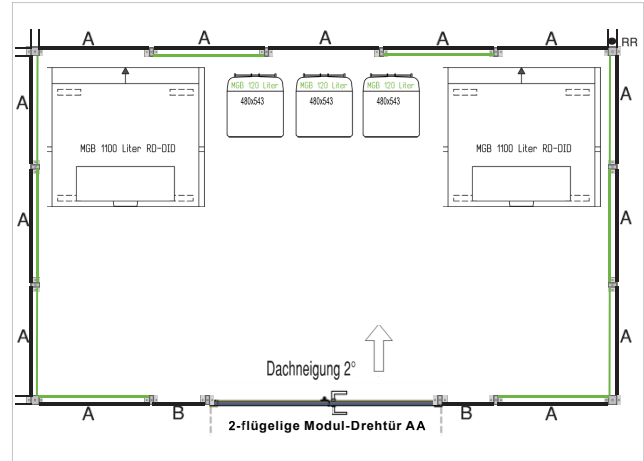 A A A A A RR
A A
MGB 120 Liter MGB 120 Liter MGB 120 Liter
480x543 480x543 480x543
MGB 1100 Liter RD-DID MGB 1100 Liter RD-DID
A A
A A
Dachneigung 2°
A B B A
2-flügelige Modul-Drehtür AA